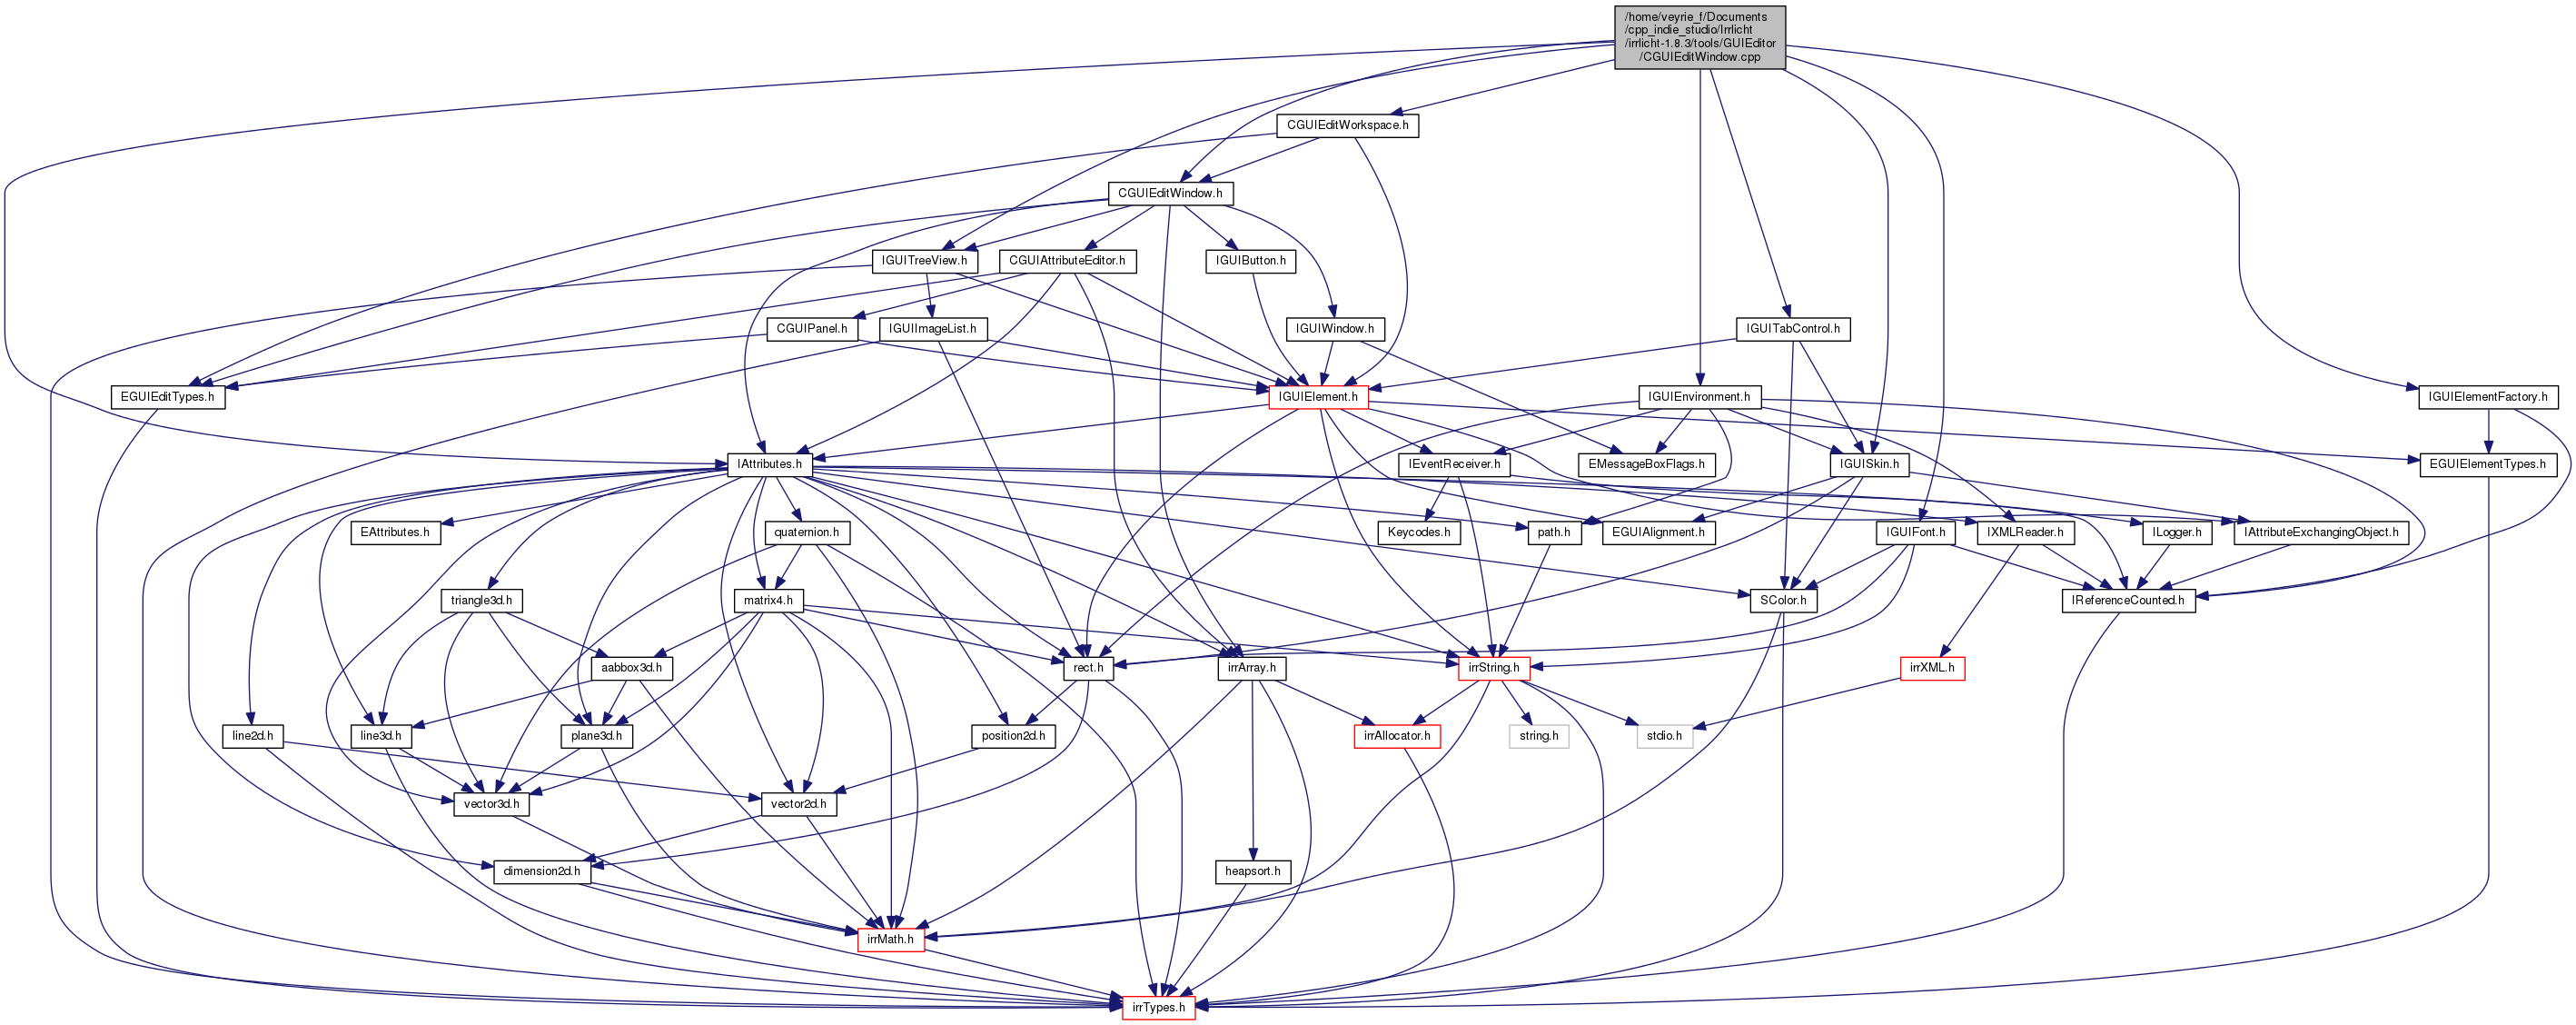 /home/veyrie_f/Documents
/cpp_indie_studio/Irrlicht
/irrlicht-1.8.3/tools/GUIEditor
/CGUIEditWindow.cpp
CGUIEditWorkspace.h
CGUIEditWindow.h
IGUITreeView.h
CGUIAttributeEditor.h
IGUIButton.h
CGUIPanel.h
IGUIImageList.h
IGUIWindow.h
IGUITabControl.h
EGUIEditTypes.h
IGUIElement.h
IGUIEnvironment.h
IGUIElementFactory.h
IAttributes.h
IEventReceiver.h
EMessageBoxFlags.h
IGUISkin.h
EGUIElementTypes.h
EAttributes.h
quaternion.h
Keycodes.h
path.h
EGUIAlignment.h
IGUIFont.h
IXMLReader.h
ILogger.h
IAttributeExchangingObject.h
triangle3d.h
matrix4.h
SColor.h
IReferenceCounted.h
aabbox3d.h
rect.h
irrArray.h
irrString.h
irrXML.h
line2d.h
line3d.h
plane3d.h
position2d.h
irrAllocator.h
string.h
stdio.h
vector3d.h
vector2d.h
dimension2d.h
heapsort.h
irrMath.h
irrTypes.h